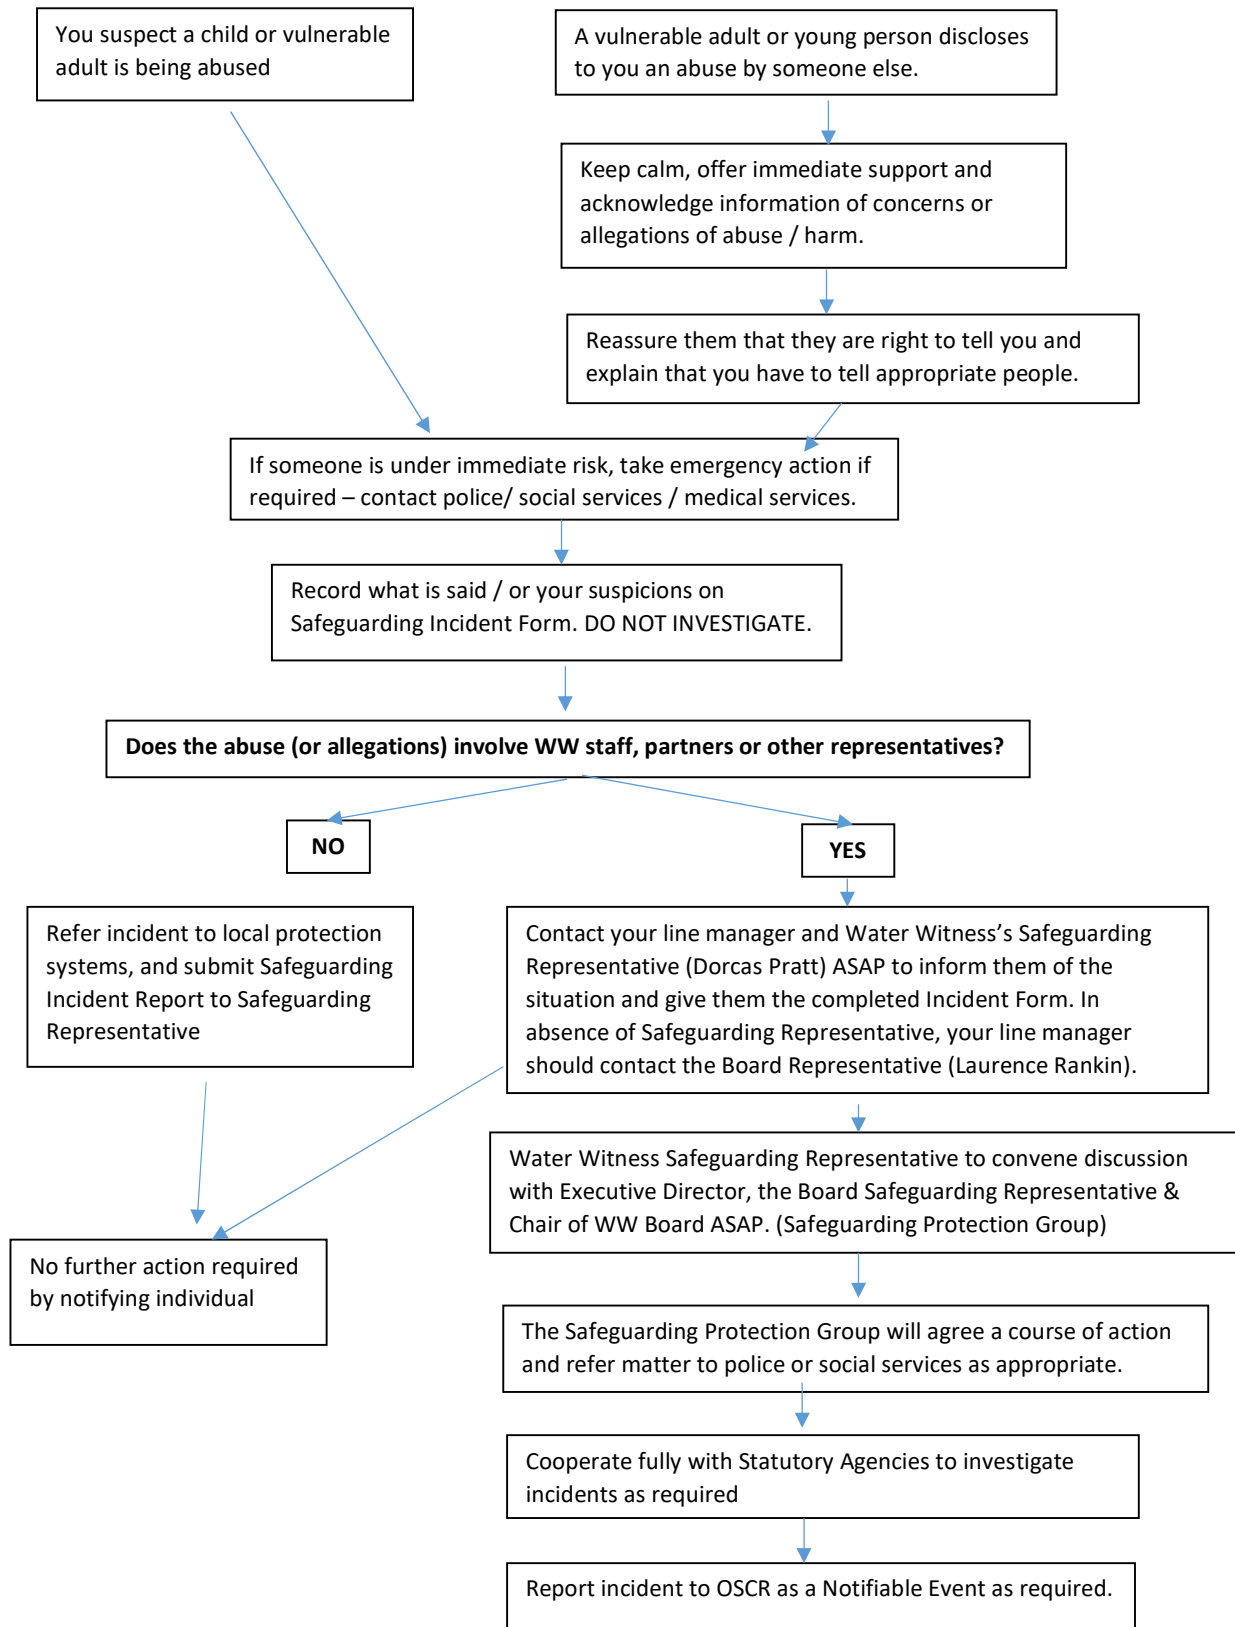 You suspect a child or vulnerable
adult is being abused
A vulnerable adult or young person discloses
to you an abuse by someone else.
Keep calm, offer immediate support and
acknowledge information of concerns or
allegations of abuse / harm.
Reassure them that they are right to tell you and
explain that you have to tell appropriate people.
If someone is under immediate risk, take emergency action if
required – contact police/ social services / medical services.
Record what is said / or your suspicions on
Safeguarding Incident Form. DO NOT INVESTIGATE.
Does the abuse (or allegations) involve WW staff, partners or other representatives?
NO
YES
Refer incident to local protection
systems, and submit Safeguarding
Incident Report to Safeguarding
Representative
Contact your line manager and Water Witness’s Safeguarding
Representative (Dorcas Pratt) ASAP to inform them of the
situation and give them the completed Incident Form. In
absence of Safeguarding Representative, your line manager
should contact the Board Representative (Laurence Rankin).
Water Witness Safeguarding Representative to convene discussion
with Executive Director, the Board Safeguarding Representative &
Chair of WW Board ASAP. (Safeguarding Protection Group)
No further action required
by notifying individual
The Safeguarding Protection Group will agree a course of action
and refer matter to police or social services as appropriate.
Cooperate fully with Statutory Agencies to investigate
incidents as required
Report incident to OSCR as a Notifiable Event as required.